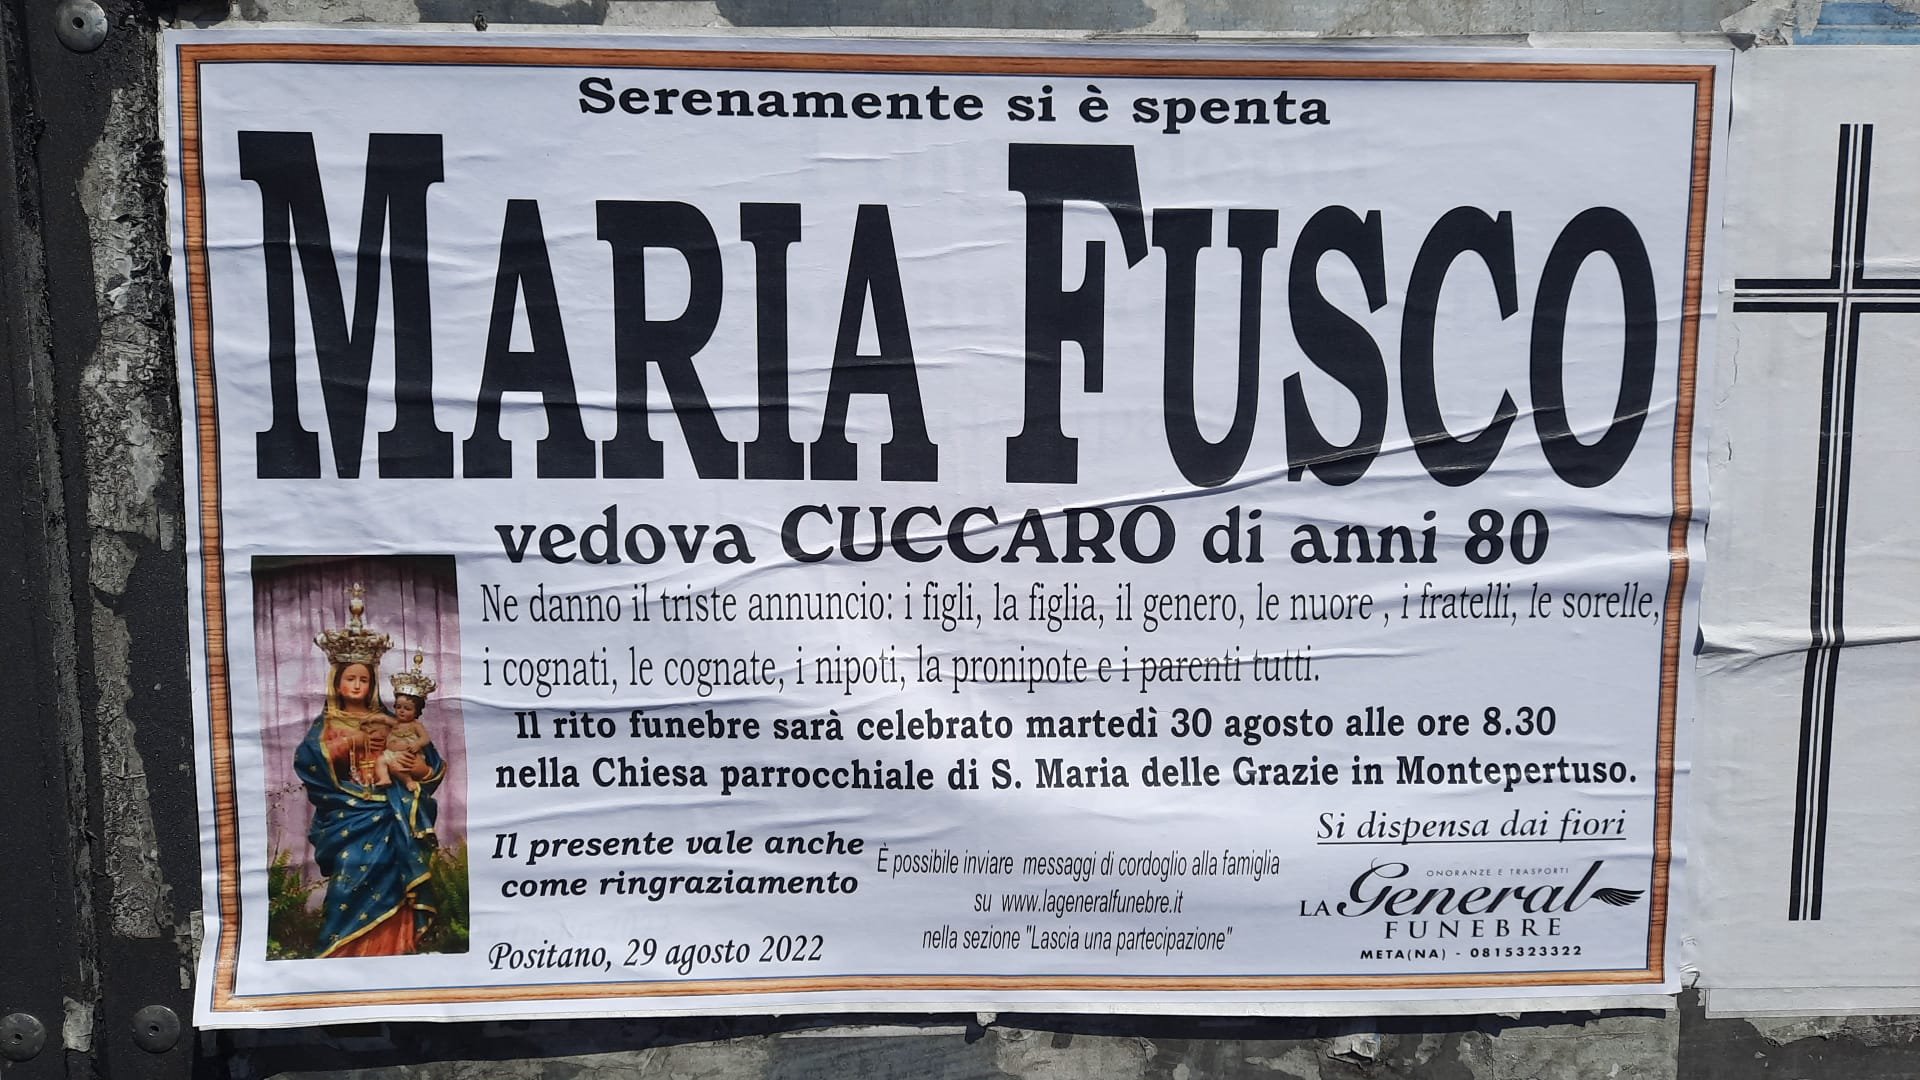 Serenamente si è spenta
MARIA FUSCO
vedova CUCCARO di anni 80
Ne danno il triste annuncio: i figli, la figlia, il genero, le nuore , i fratelli, le sorelle,
i cognati, le cognate, i nipoti, la pronipote e i parenti tutti.
Il rito funebre sarà celebrato martedì 30 agosto alle ore 8.30
nella Chiesa parrocchiale di S. Maria delle Grazie in Montepertuso.
Si dispensa dai fiori
Il presente vale anche
come ringraziamento
Positano, 29 agosto 2022
È possibile inviare messaggi di cordoglio alla famiglia
su www.lageneralfunebre.it
nella sezione "Lascia una partecipazione"
ONORANZE E TRASPORTI
LA General
FUNEBRE
META(NA) - 0815323322